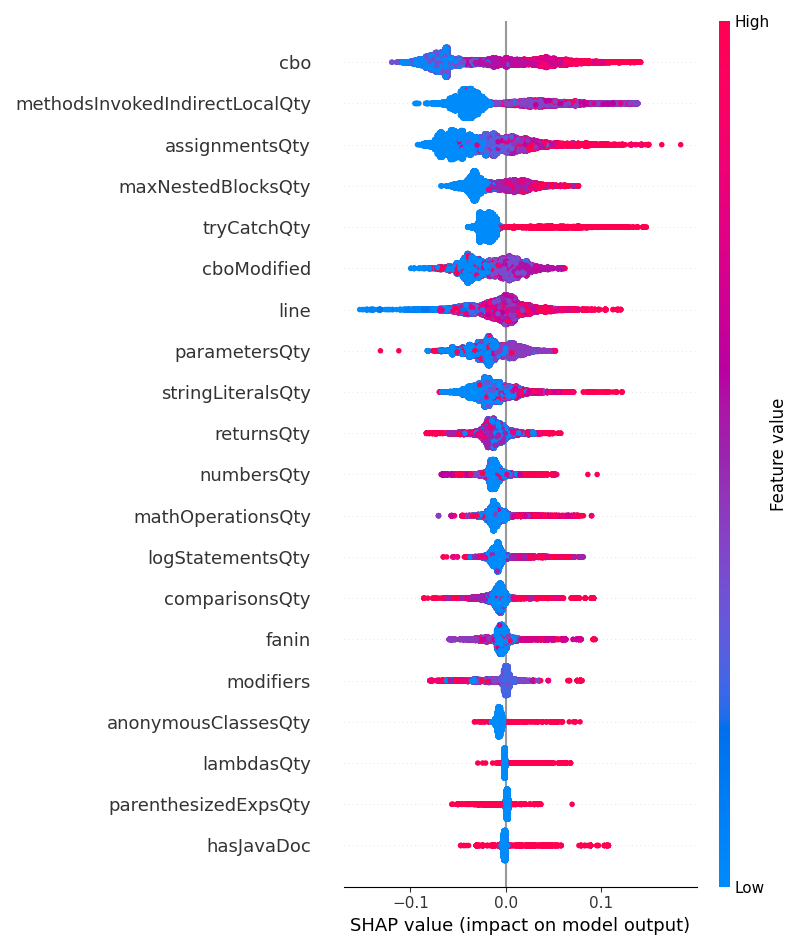 High
cbo
methodsInvokedIndirectLocalQty
assignmentsQty
maxNestedBlocksQty
tryCatchQty
cboModified
line
parametersQty
stringLiteralsQty
returnsQty
numbersQty
mathOperationsQty
logStatementsQty
comparisonsQty
fanin
modifiers
anonymousClassesQty
lambdasQty
parenthesizedExpsQty
hasJavaDoc
Feature value
Low
−0.1 0.0 0.1
SHAP value (impact on model output)